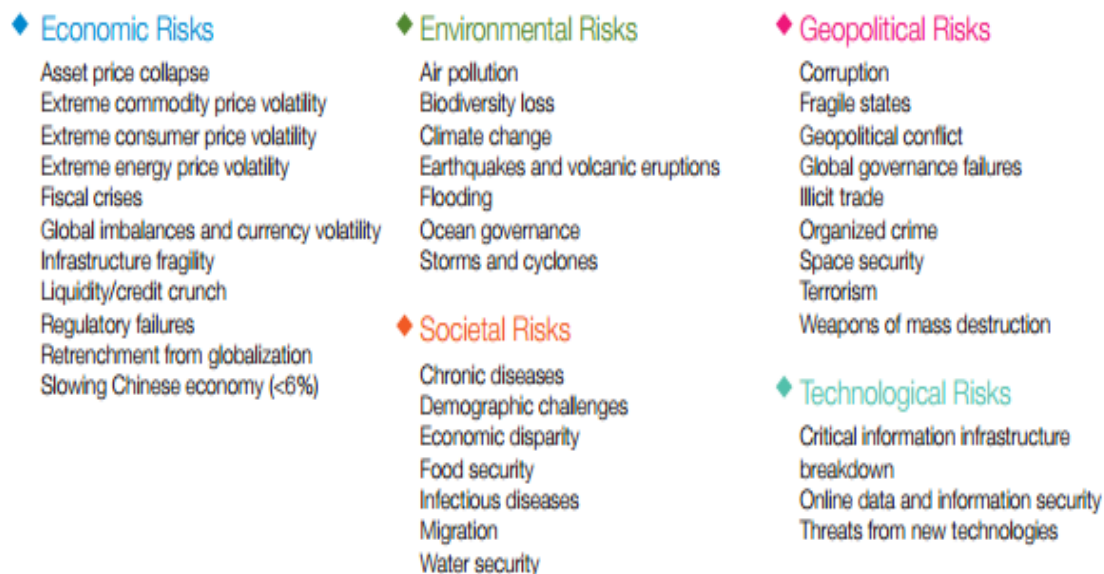 Economic Risks
Asset price collapse
Extreme commodity price volatility
Extreme consumer price volatility
Extreme energy price volatility
Fiscal crises
Global imbalances and currency volatility
Infrastructure fragility
Liquidity/credit crunch
Regulatory failures
Retrenchment from globalization
Slowing Chinese economy (<6%)
Environmental Risks
Air pollution
Biodiversity loss
Climate change
Earthquakes and volcanic eruptions
Flooding
Ocean governance
Storms and cyclones
Societal Risks
Chronic diseases
Demographic challenges
Economic disparity
Food security
Infectious diseases
Migration
Water security
Geopolitical Risks
Corruption
Fragile states
Geopolitical conflict
Global governance failures
Illicit trade
Organized crime
Space security
Terrorism
Weapons of mass destruction
Technological Risks
Critical information infrastructure
breakdown
Online data and information security
Threats from new technologies